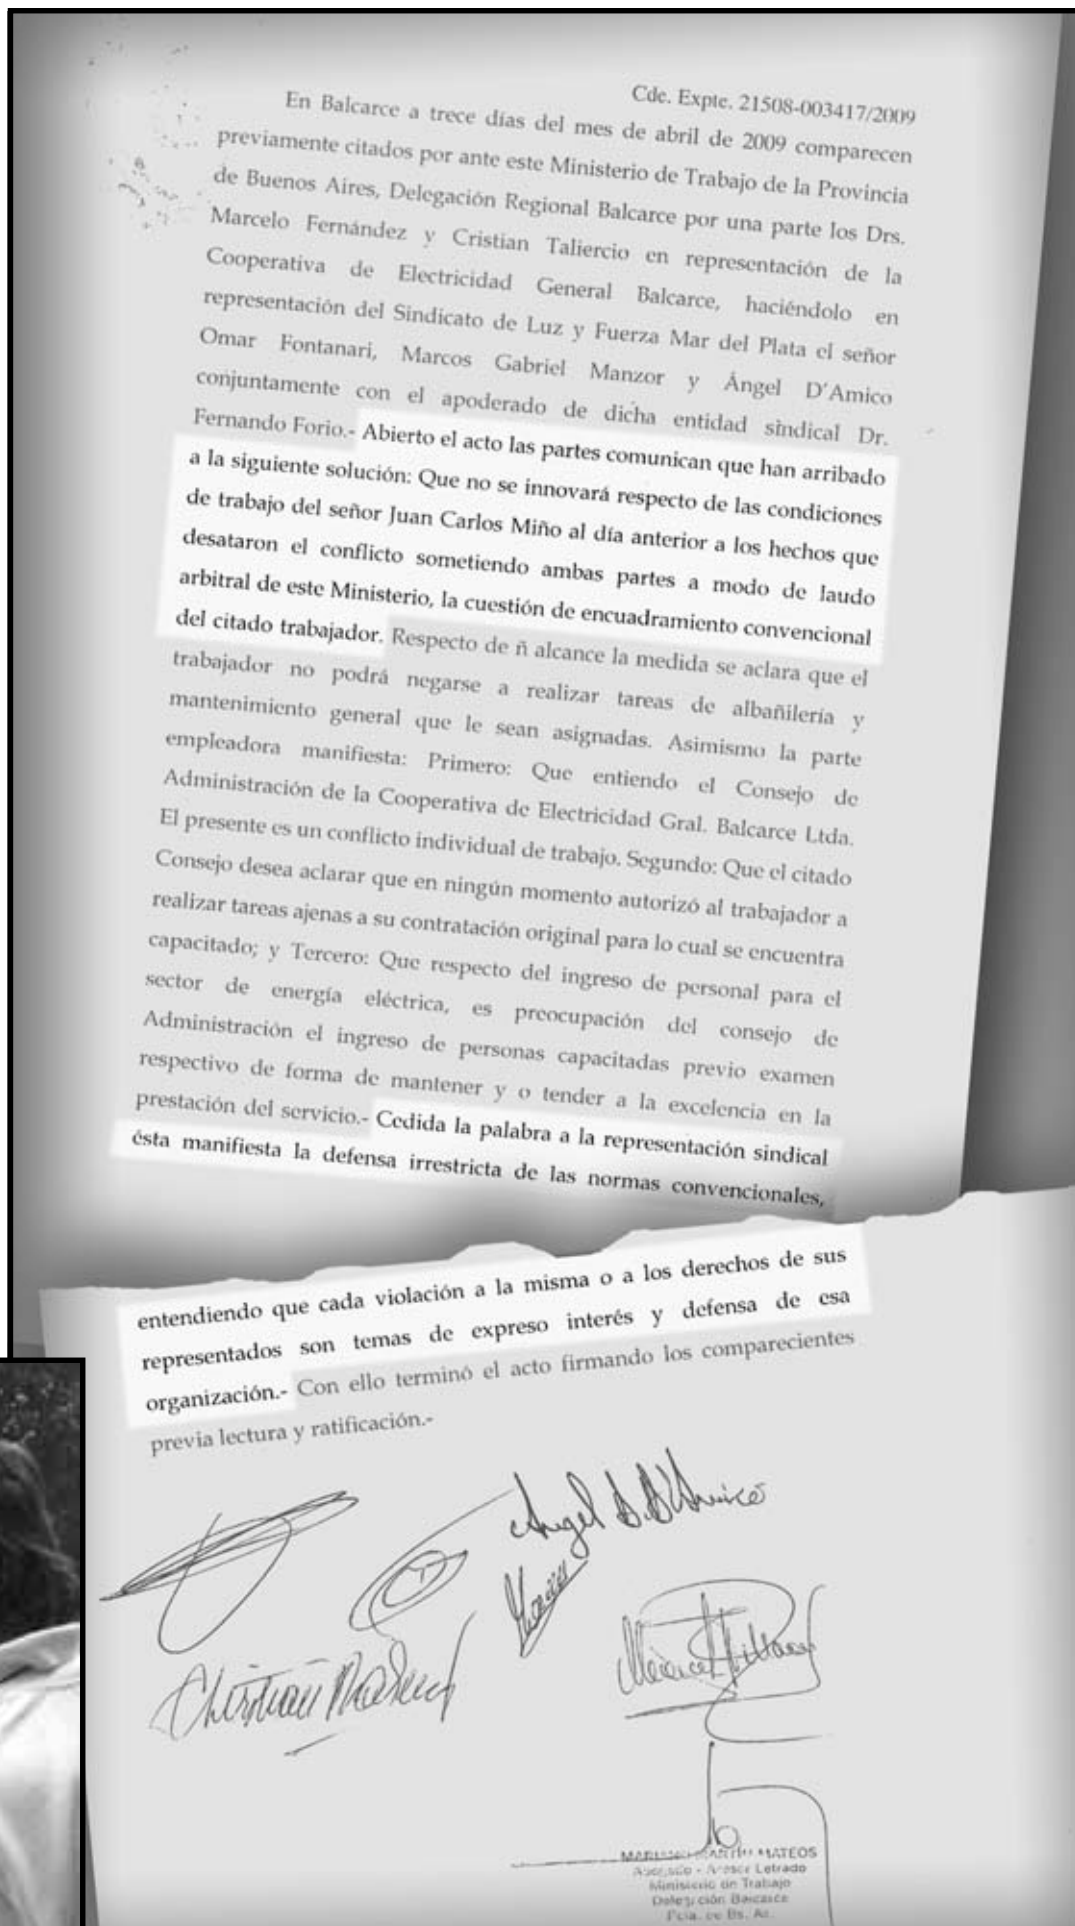 Cde. Expte. 21508-003417/2009
En Balcarce a trece días del mes de abril de 2009 comparecen
previamente citados por ante este Ministerio de Trabajo de la Provincia
de Buenos Aires, Delegación Regional Balcarce por una parte los Drs.
Marcelo Fernández y Cristian Taliercio en representación de la
Cooperativa de Electricidad General Balcarce, haciéndolo en
representación del Sindicato de Luz y Fuerza Mar del Plata el señor
Omar Fontanari, Marcos Gabriel Manzor y Ángel D'Amico
conjuntamente con el apoderado de dicha entidad sindical Dr.
Fernando Forio.- Abierto el acto las partes comunican que han arribado
a la siguiente solución: Que no se innovará respecto de las condiciones
de trabajo del señor Juan Carlos Miño al día anterior a los hechos que
desataron el conflicto sometiendo ambas partes a modo de laudo
arbitral de este Ministerio, la cuestión de encuadramiento convencional
del citado trabajador. Respecto de ñ alcance la medida se aclara que el
trabajador no podrá negarse a realizar tareas de albañilería y
mantenimiento general que le sean asignadas. Asimismo la parte
empleadora manifiesta: Primero: Que entiendo el Consejo de
Administración de la Cooperativa de Electricidad Gral. Balcarce Ltda.
El presente es un conflicto individual de trabajo. Segundo: Que el citado
Consejo desea aclarar que en ningún momento autorizó al trabajador a
realizar tareas ajenas a su contratación original para lo cual se encuentra
capacitado; y Tercero: Que respecto del ingreso de personal para el
sector de energía eléctrica, es preocupación del consejo de
Administración el ingreso de personas capacitadas previo examen
respectivo de forma de mantener y o tender a la excelencia en la
prestación del servicio.- Cedida la palabra a la representación sindical
ésta manifiesta la defensa irrestricta de las normas convencionales,
entendiendo que cada violación a la misma o a los derechos de sus
representados son temas de expreso interés y defensa de esa
organización.- Con ello terminó el acto firmando los comparecientes
previa lectura y ratificación.-
Angel D'Amico
MATEOS
Letrado
Ministerio de Trabajo
Delegación Balcarce
Pcia. de Bs. As.